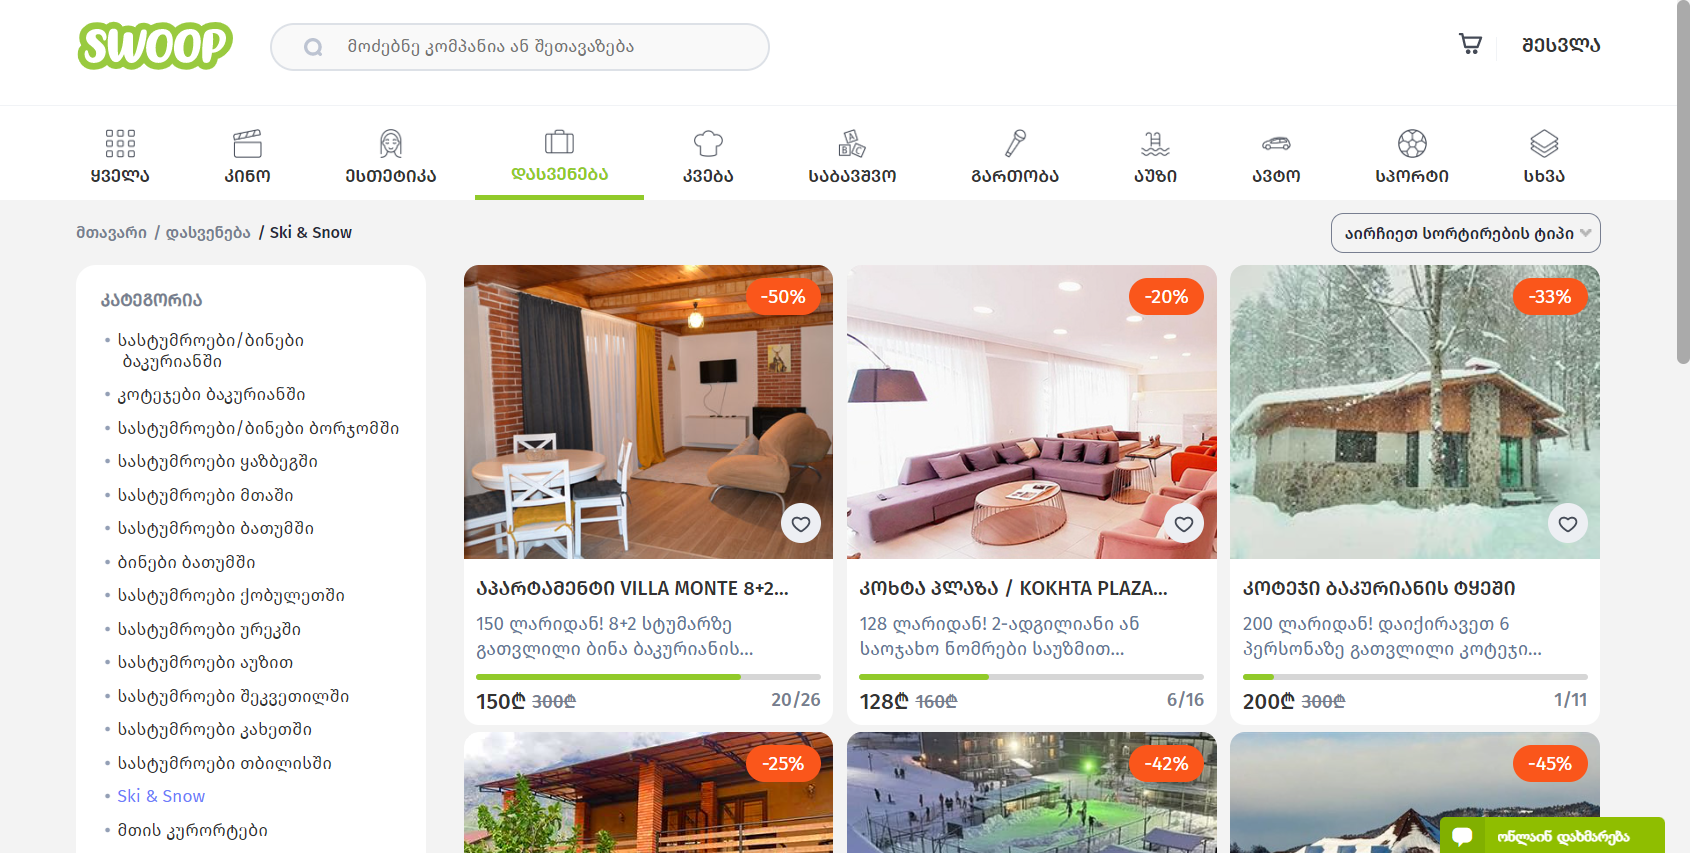 SWOOP
მოძებნე კომპანია ან შეთავაზება
ᲨᲔᲡᲕᲚᲐ
ᲧᲕᲔᲚᲐ
ᲙᲘᲜᲝ
ᲔᲡᲗᲔᲢᲘᲙᲐ
ᲓᲐᲡᲕᲔᲜᲔᲑᲐ
ᲙᲕᲔᲑᲐ
ᲡᲐᲑᲐᲕᲨᲕᲝ
ᲒᲐᲠᲗᲝᲑᲐ
ᲐᲣᲖᲘ
ᲐᲕᲢᲝ
ᲡᲞᲝᲠᲢᲘ
ᲡᲮᲕᲐ
მთავარი / დასვენება / Ski & Snow
აირჩიეთ სორტირების ტიპი
ᲙᲐᲢᲔᲒᲝᲠᲘᲐ
• სასტუმროები/ბინები
ბაკურიანში
• კოტეჯები ბაკურიანში
• სასტუმროები/ბინები ბორჯომში
• სასტუმროები ყაზბეგში
• სასტუმროები მთაში
• სასტუმროები ბათუმში
• ბინები ბათუმში
• სასტუმროები ქობულეთში
• სასტუმროები ურეკში
• სასტუმროები აუზით
• სასტუმროები შეკვეთილში
• სასტუმროები კახეთში
• სასტუმროები თბილისში
• Ski & Snow
• მთის კურორტები
-50%
ᲐᲞᲐᲠᲢᲐᲛᲔᲜᲢᲘ VILLA MONTE 8+2...
150 ლარიდან! 8+2 სტუმარზე
გათვლილი ბინა ბაკურიანის...
150₾ 300₾ 20/26
-20%
ᲙᲝᲮᲢᲐ ᲞᲚᲐᲖᲐ / KOKHTA PLAZA...
128 ლარიდან! 2-ადგილიანი ან
საოჯახო ნომრები საუზმით...
128₾ 160₾ 6/16
-33%
ᲙᲝᲢᲔᲯᲘ ᲑᲐᲙᲣᲠᲘᲐᲜᲘᲡ ᲢᲧᲔᲨᲘ
200 ლარიდან! დაიქირავეთ 6
პერსონაზე გათვლილი კოტეჯი...
200₾ 300₾ 1/11
-25%
-42%
-45%
ონლაინ დახმარება